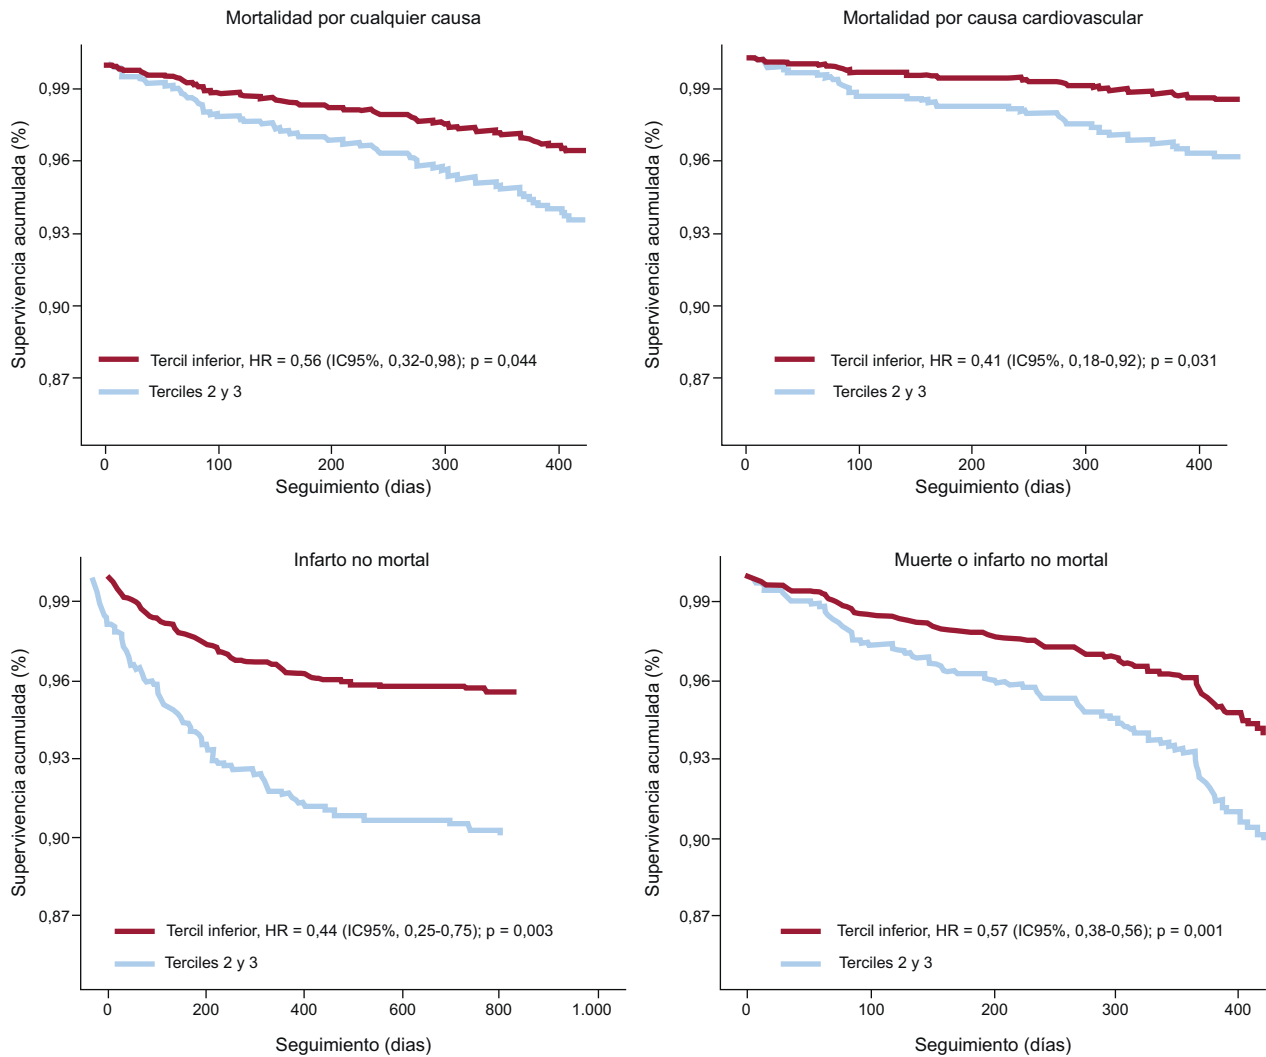 Mortalidad por cualquier causa
Supervivencia acumulada (%)
0,99
0,96
0,93
0,90
0,87
Tercil inferior, HR = 0,56 (IC95%, 0,32-0,98); p = 0,044
Terciles 2 y 3
0 100 200 300 400
Seguimiento (dias)
Mortalidad por causa cardiovascular
Supervivencia acumulada (%)
0,99
0,96
0,93
0,90
0,87
Tercil inferior, HR = 0,41 (IC95%, 0,18-0,92); p = 0,031
Terciles 2 y 3
0 100 200 300 400
Seguimiento (dias)
Infarto no mortal
Supervivencia acumulada (%)
0,99
0,96
0,93
0,90
0,87
Tercil inferior, HR = 0,44 (IC95%, 0,25-0,75); p = 0,003
Terciles 2 y 3
0 200 400 600 800 1.000
Seguimiento (dias)
Muerte o infarto no mortal
Supervivencia acumulada (%)
0,99
0,96
0,93
0,90
0,87
Tercil inferior, HR = 0,57 (IC95%, 0,38-0,56); p = 0,001
Terciles 2 y 3
0 100 200 300 400
Seguimiento (días)